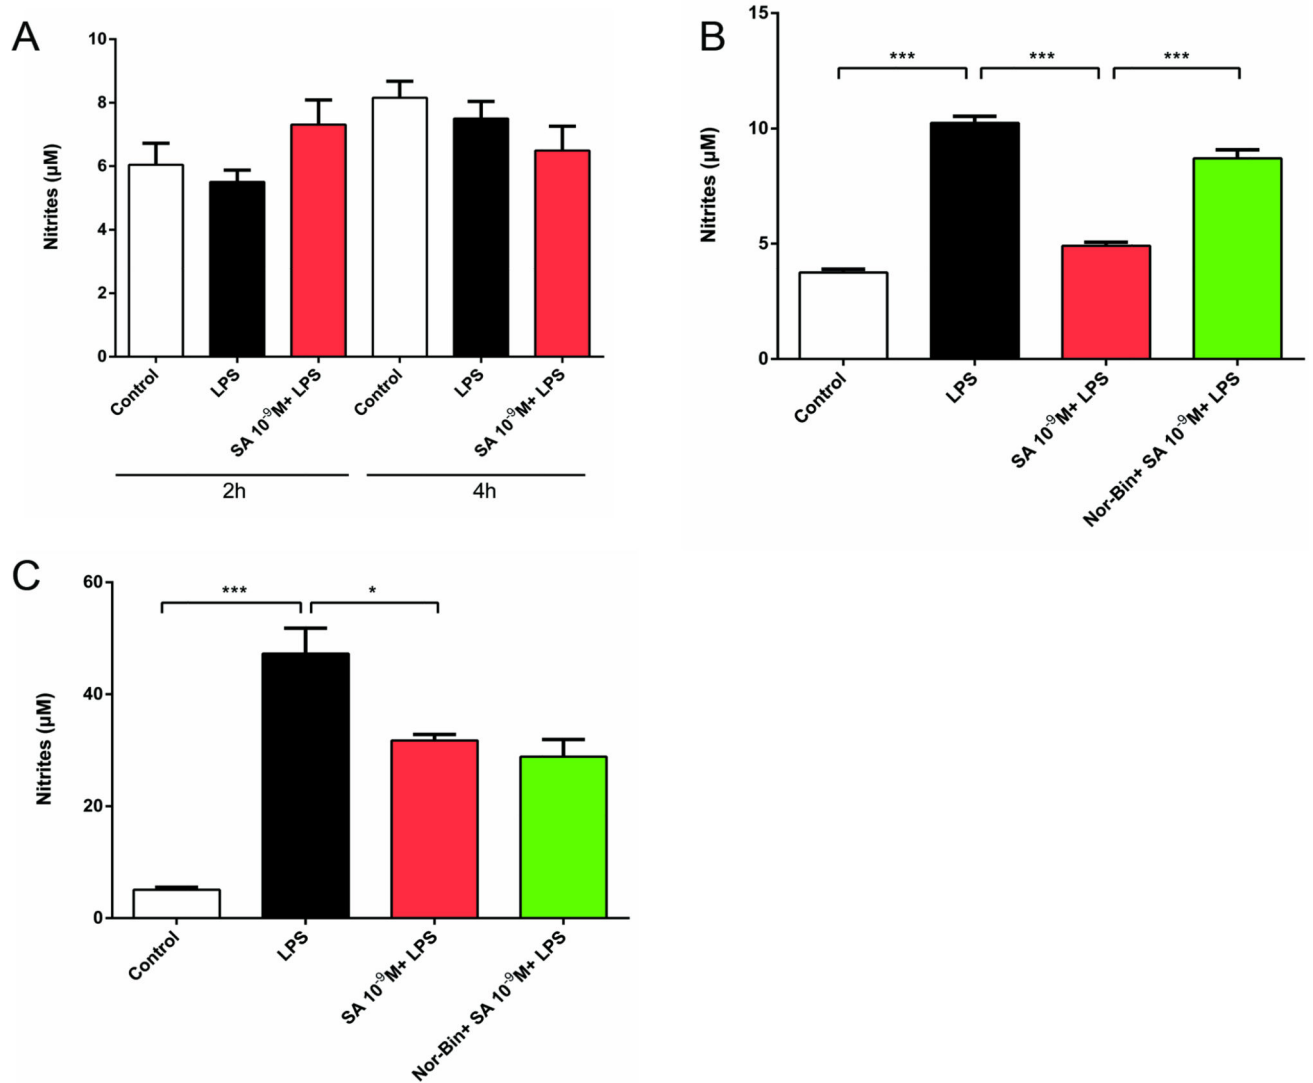 A
Nitrites (µM)
10
8
6
4
2
0
Control
LPS
SA 10⁻⁹M+ LPS
Control
LPS
SA 10⁻⁹M+ LPS
2h
4h
B
Nitrites (µM)
15
10
5
0
***
***
***
Control
LPS
SA 10⁻⁹M+ LPS
Nor-Bin+ SA 10⁻⁹M+ LPS
C
Nitrites (µM)
60
40
20
0
***
*
Control
LPS
SA 10⁻⁹M+ LPS
Nor-Bin+ SA 10⁻⁹M+ LPS